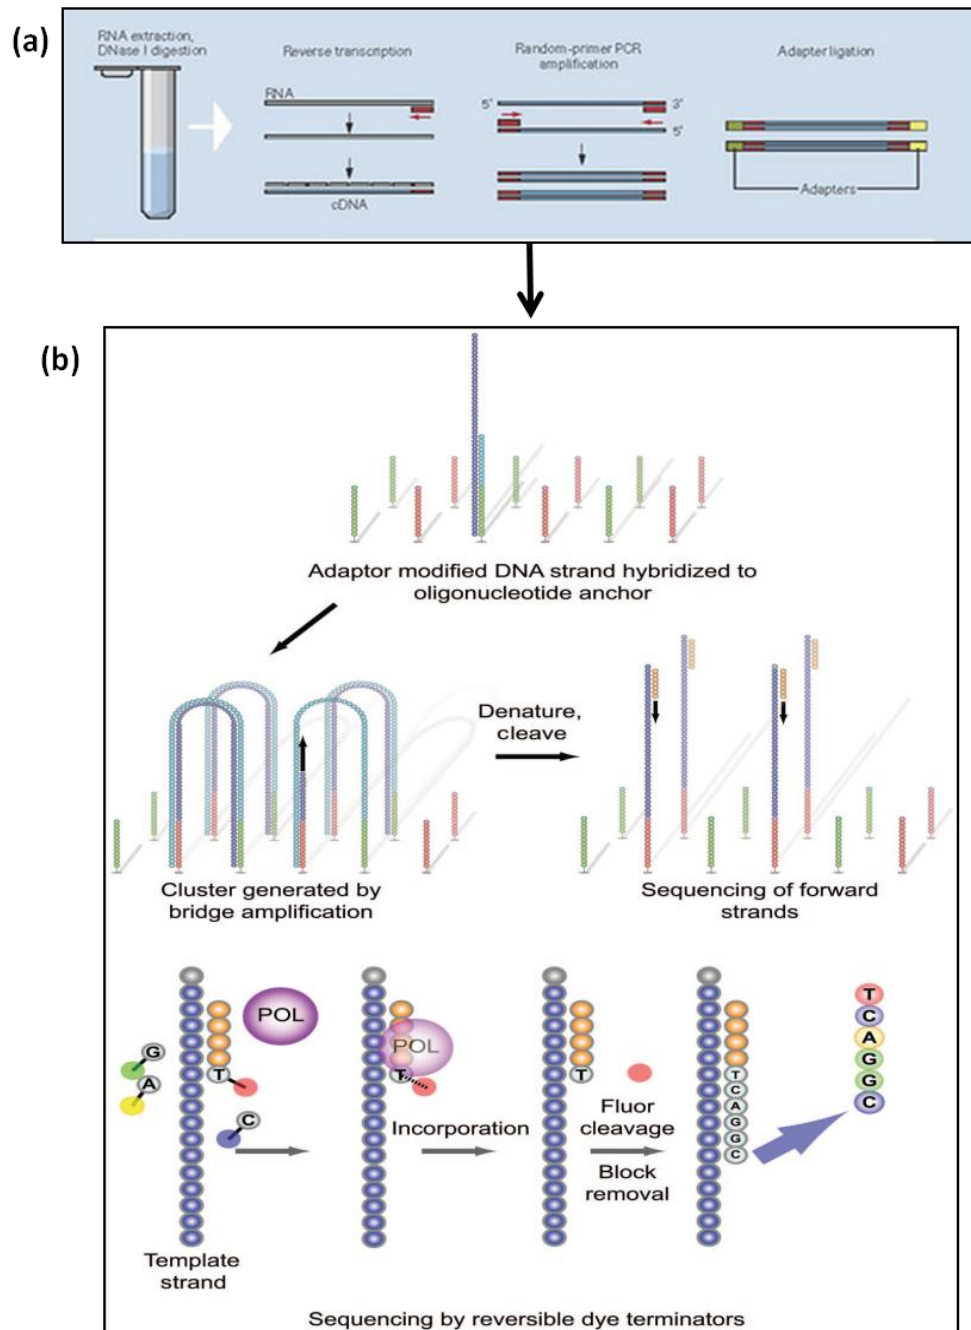 (a)
RNA extraction,
DNase I digestion
Reverse transcription
RNA
cDNA
Random-primer PCR
amplification
5'
3'
5'
Adapter ligation
Adapters
(b)
Adaptor modified DNA strand hybridized to
oligonucleotide anchor
Denature,
cleave
Cluster generated by
bridge amplification
Sequencing of forward
strands
POL
G
A
T
C
Template
strand
POL
T
Incorporation
T
Fluor
cleavage
Block
removal
T
C
A
G
G
C
T
C
A
G
G
C
Sequencing by reversible dye terminators